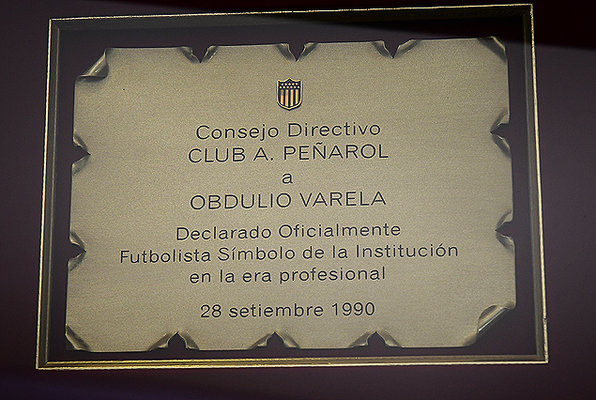 Consejo Directivo
CLUB A. PEÑAROL
a
OBDULIO VARELA
Declarado Oficialmente
Futbolista Símbolo de la Institución
en la era profesional
28 setiembre 1990